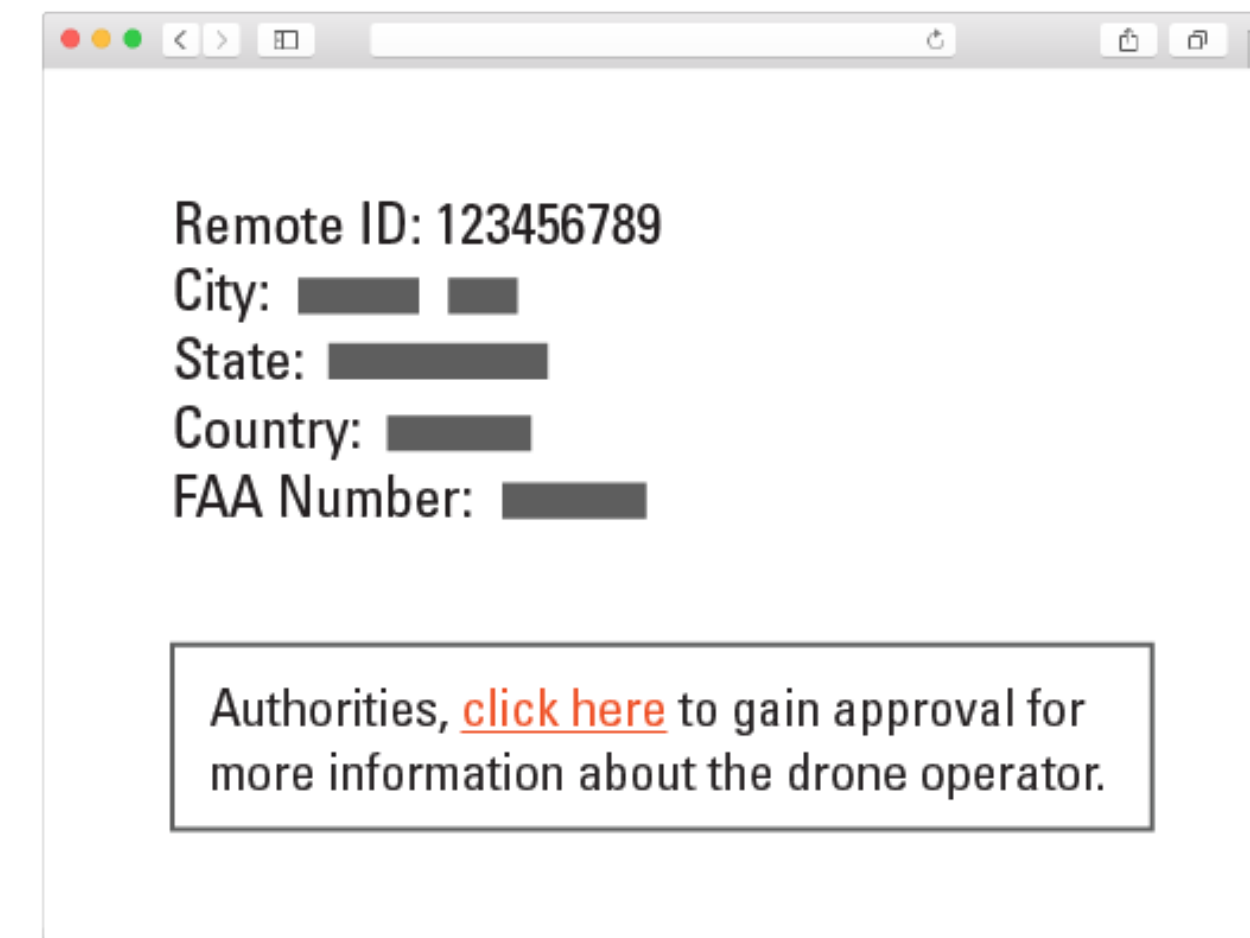 Remote ID: 123456789
City:
State:
Country:
FAA Number:
Authorities, click here to gain approval for
more information about the drone operator.